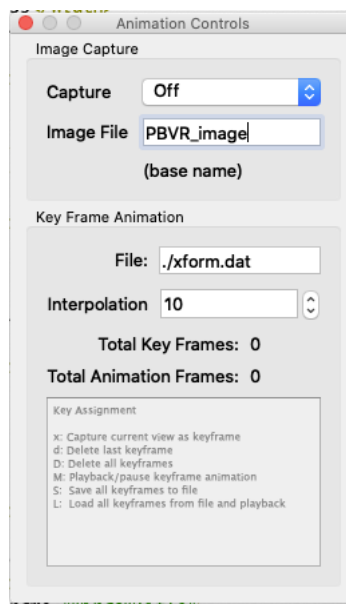 Animation Controls
Image Capture
Capture Off
Image File PBVR_image
(base name)
Key Frame Animation
File: ./xform.dat
Interpolation 10
Total Key Frames: 0
Total Animation Frames: 0
Key Assignment
x: Capture current view as keyframe
d: Delete last keyframe
D: Delete all keyframes
M: Playback/pause keyframe animation
S: Save all keyframes to file
L: Load all keyframes from file and playback